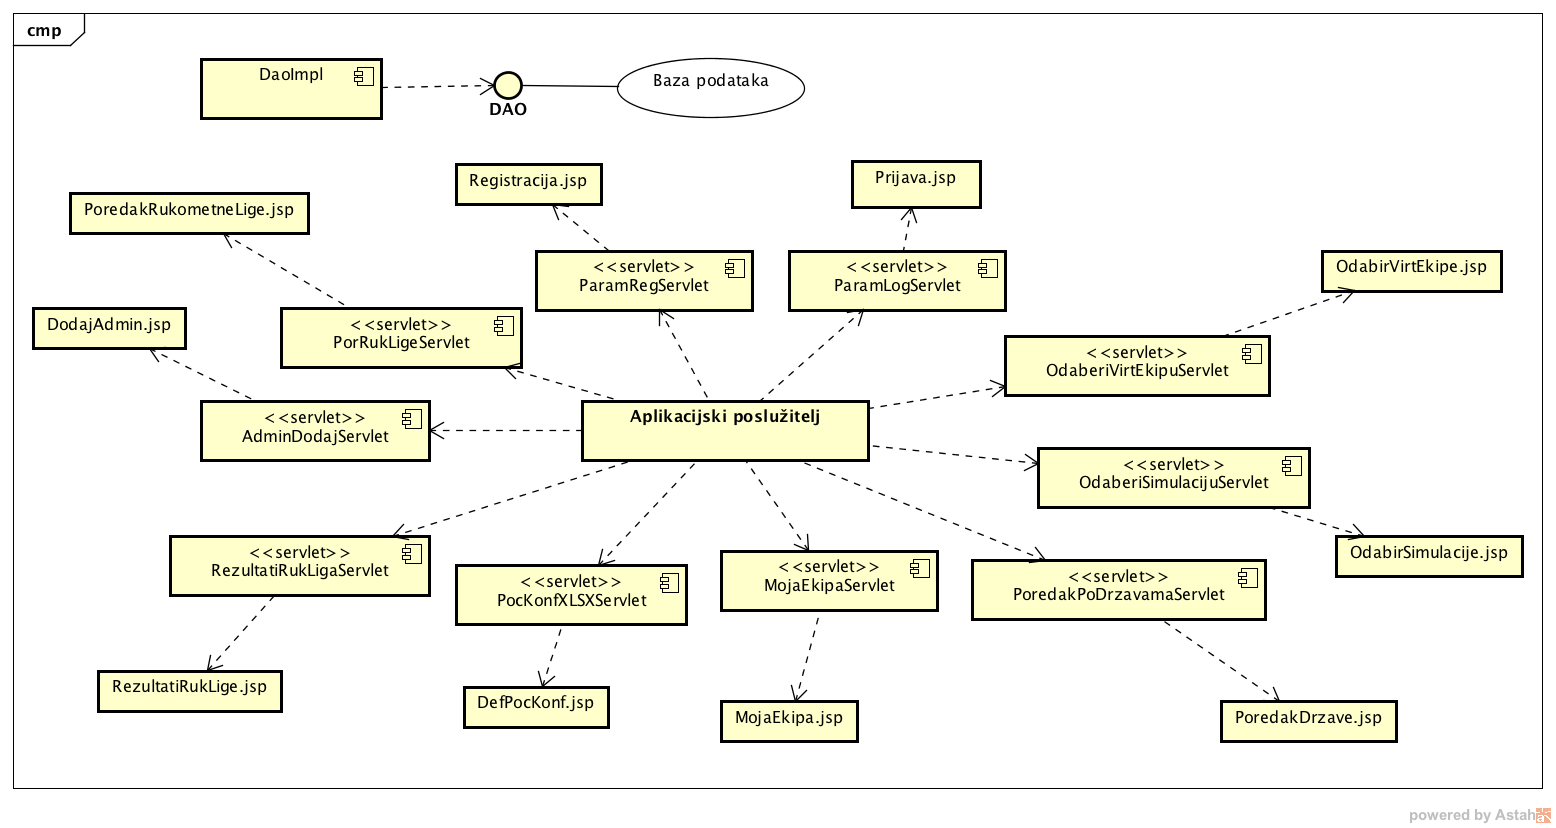 cmp
DaoImpl
DAO
Baza podataka
Registracija.jsp
Prijava.jsp
PoredakRukometneLige.jsp
<<servlet>>
ParamRegServlet
<<servlet>>
ParamLogServlet
OdabirVirtEkipe.jsp
DodajAdmin.jsp
<<servlet>>
PorRukLigeServlet
<<servlet>>
OdaberiVirtEkipuServlet
<<servlet>>
AdminDodajServlet
Aplikacijski poslužitelj
<<servlet>>
OdaberiSimulacijuServlet
<<servlet>>
RezultatiRukLigaServlet
<<servlet>>
PocKonfXLSXServlet
<<servlet>>
MojaEkipaServlet
<<servlet>>
PoredakPoDrzavamaServlet
OdabirSimulacije.jsp
RezultatiRukLige.jsp
DefPocKonf.jsp
MojaEkipa.jsp
PoredakDrzave.jsp
powered by Astah